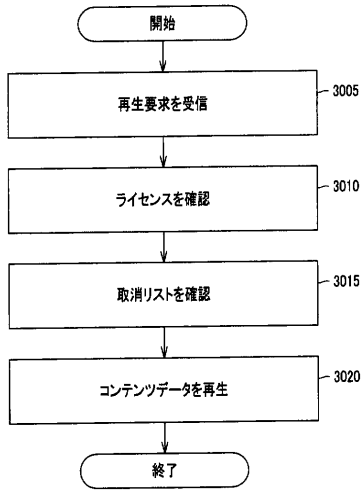 開始
再生要求を受信
3005
ライセンスを確認
3010
取消リストを確認
3015
コンテンツデータを再生
3020
終了